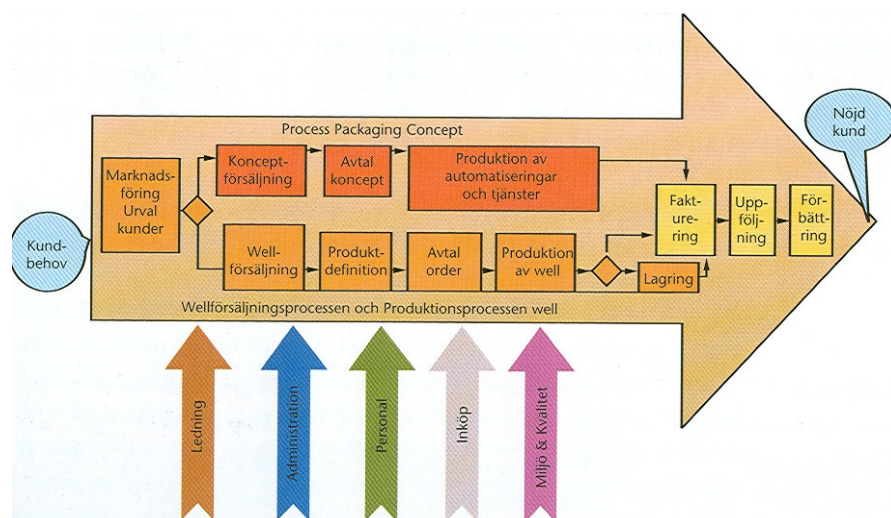 Process Packaging Concept
Nöjd
kund
Marknads-
föring
Urval
kunder
Koncept-
försäljning
Avtal
koncept
Produktion av
automatiseringar
och tjänster
Kund-
behov
Well-
försäljning
Produkt-
definition
Avtal
order
Produktion
av well
Lagring
Fakt-
ure-
ring
Upp-
följ-
ning
För-
bätt-
ring
Wellförsäljningsprocessen och Produktionsprocessen well
Ledning
Administration
Personal
Inköp
Miljö & Kvalitet